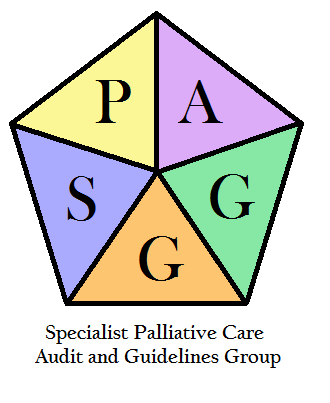 P A
S G
G
Specialist Palliative Care
Audit and Guidelines Group